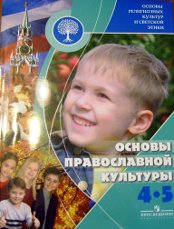 ОСНОВЫ
РЕЛИГИОЗНЫХ
КУЛЬТУР
И СВЕТСКОЙ
ЭТИКИ
ОСНОВЫ
ПРАВОСЛАВНОЙ
КУЛЬТУРЫ
4-5
ПРОСВЕЩЕНИЕ